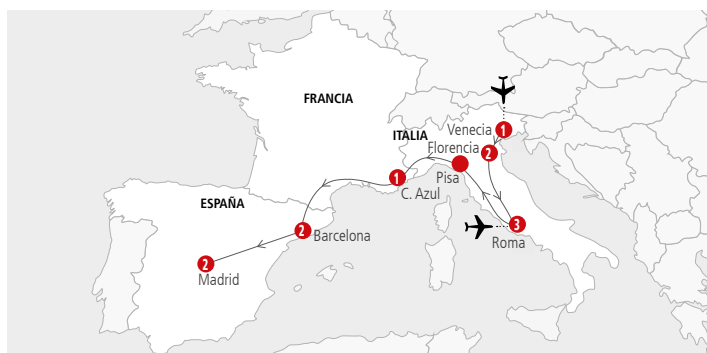 FRANCIA
ITALIA
Venecia 1
Florencia 2
Pisa
1
C. Azul
ESPAÑA
2 Barcelona
3
Roma
2
Madrid